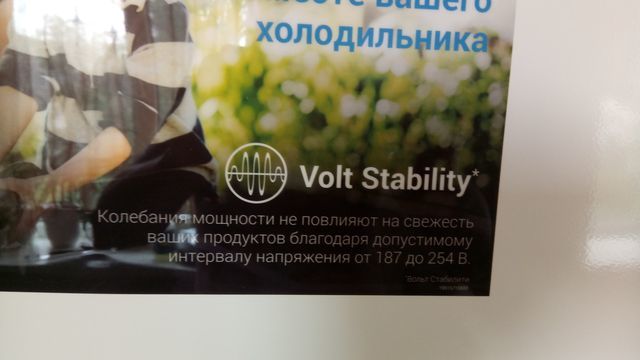 вашего
холодильника
Volt Stability*
Колебания мощности не повлияют на свежесть
ваших продуктов благодаря допустимому
интервалу напряжения от 187 до 254 В.
*Вольт Стабилити